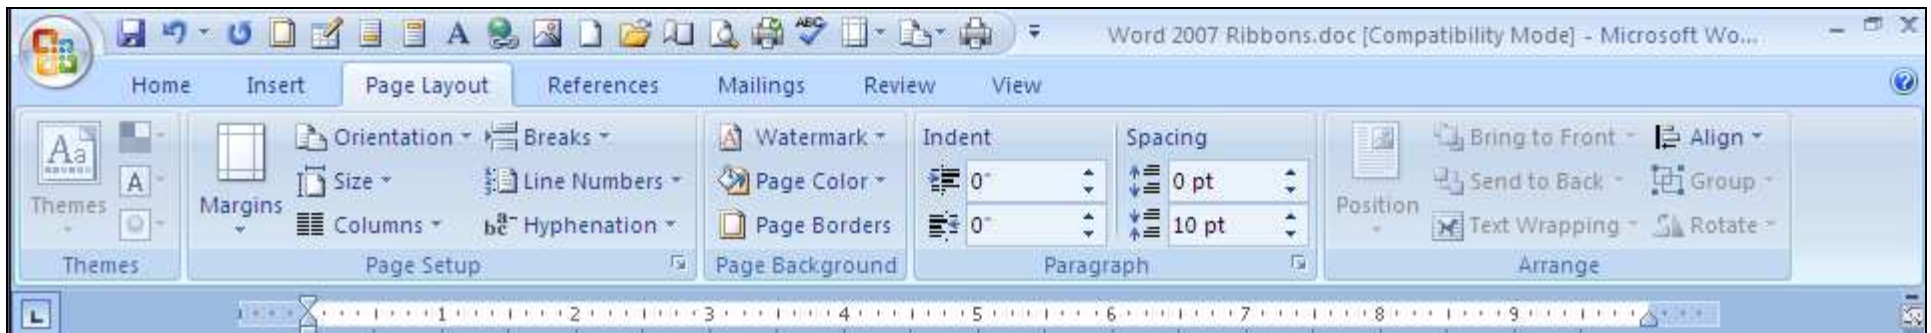 Word 2007 Ribbons.doc [Compatibility Mode] - Microsoft Wo...
Home Insert Page Layout References Mailings Review View
Aa Orientation Breaks Watermark Indent Spacing Bring to Front Align
A Size Line Numbers Page Color 0" 0 pt Send to Back Group
Themes Margins Columns Hyphenation Page Borders 0" 10 pt Position Text Wrapping Rotate
Themes Page Setup Page Background Paragraph Arrange
1 2 3 4 5 6 7 8 9